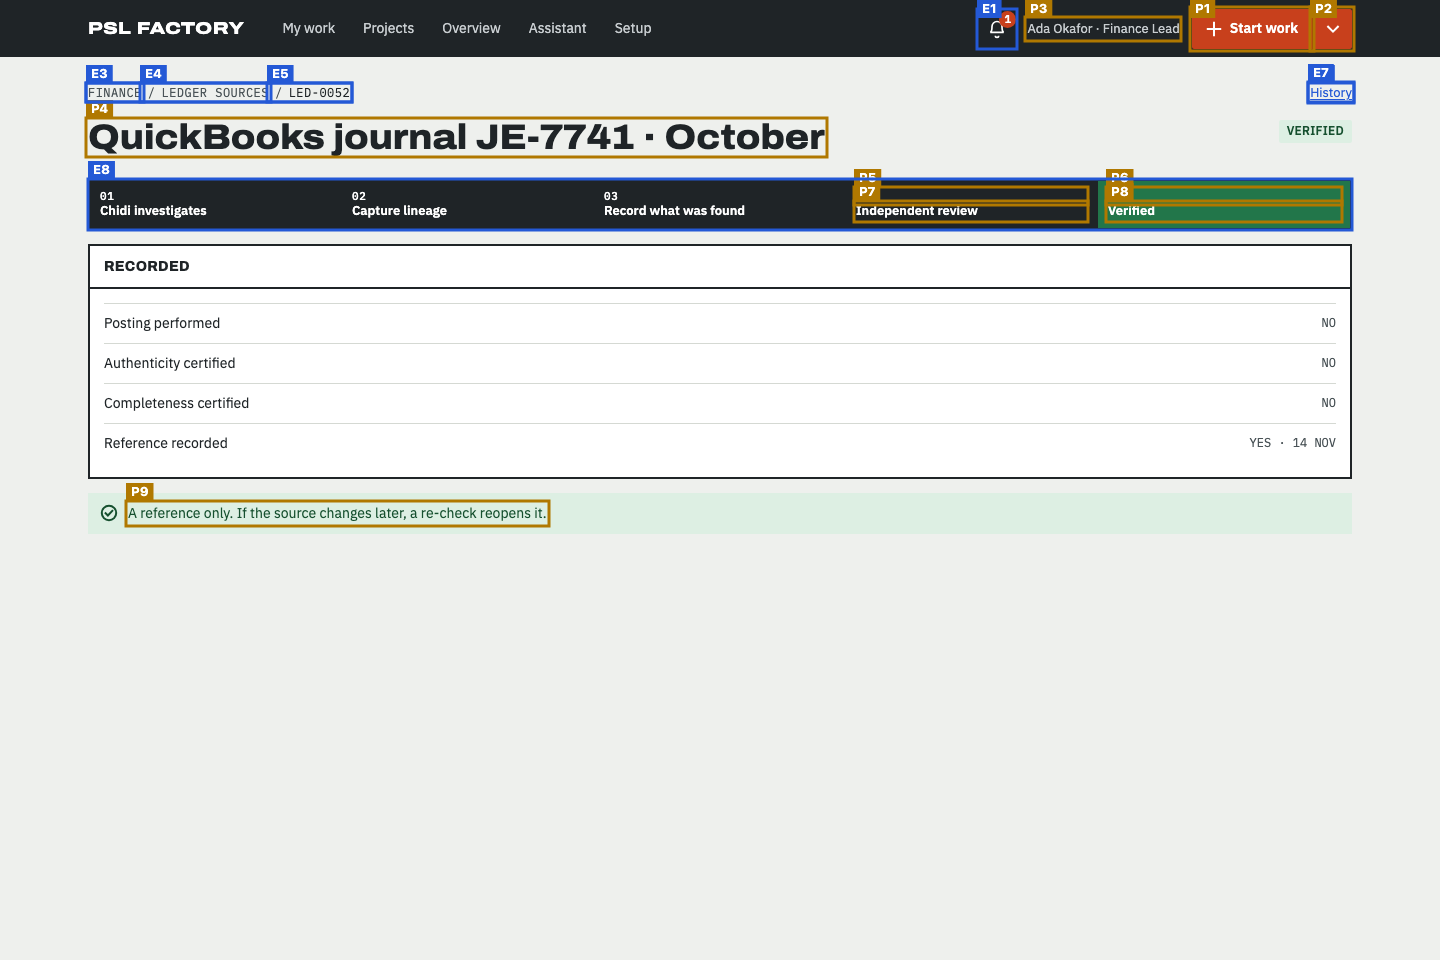 PSL FACTORY
My work
Projects
Overview
Assistant
Setup
E1
1
P3
Ada Okafor · Finance Lead
P1
Start work
P2
E3
E4
E5
E7
FINANCE / LEDGER SOURCES / LED-0052
History
P4
QuickBooks journal JE-7741 · October
VERIFIED
E8
P5
P6
P7
P8
01
Chidi investigates
02
Capture lineage
03
Record what was found
Independent review
Verified
RECORDED
Posting performed
NO
Authenticity certified
NO
Completeness certified
NO
Reference recorded
YES · 14 NOV
P9
A reference only. If the source changes later, a re-check reopens it.